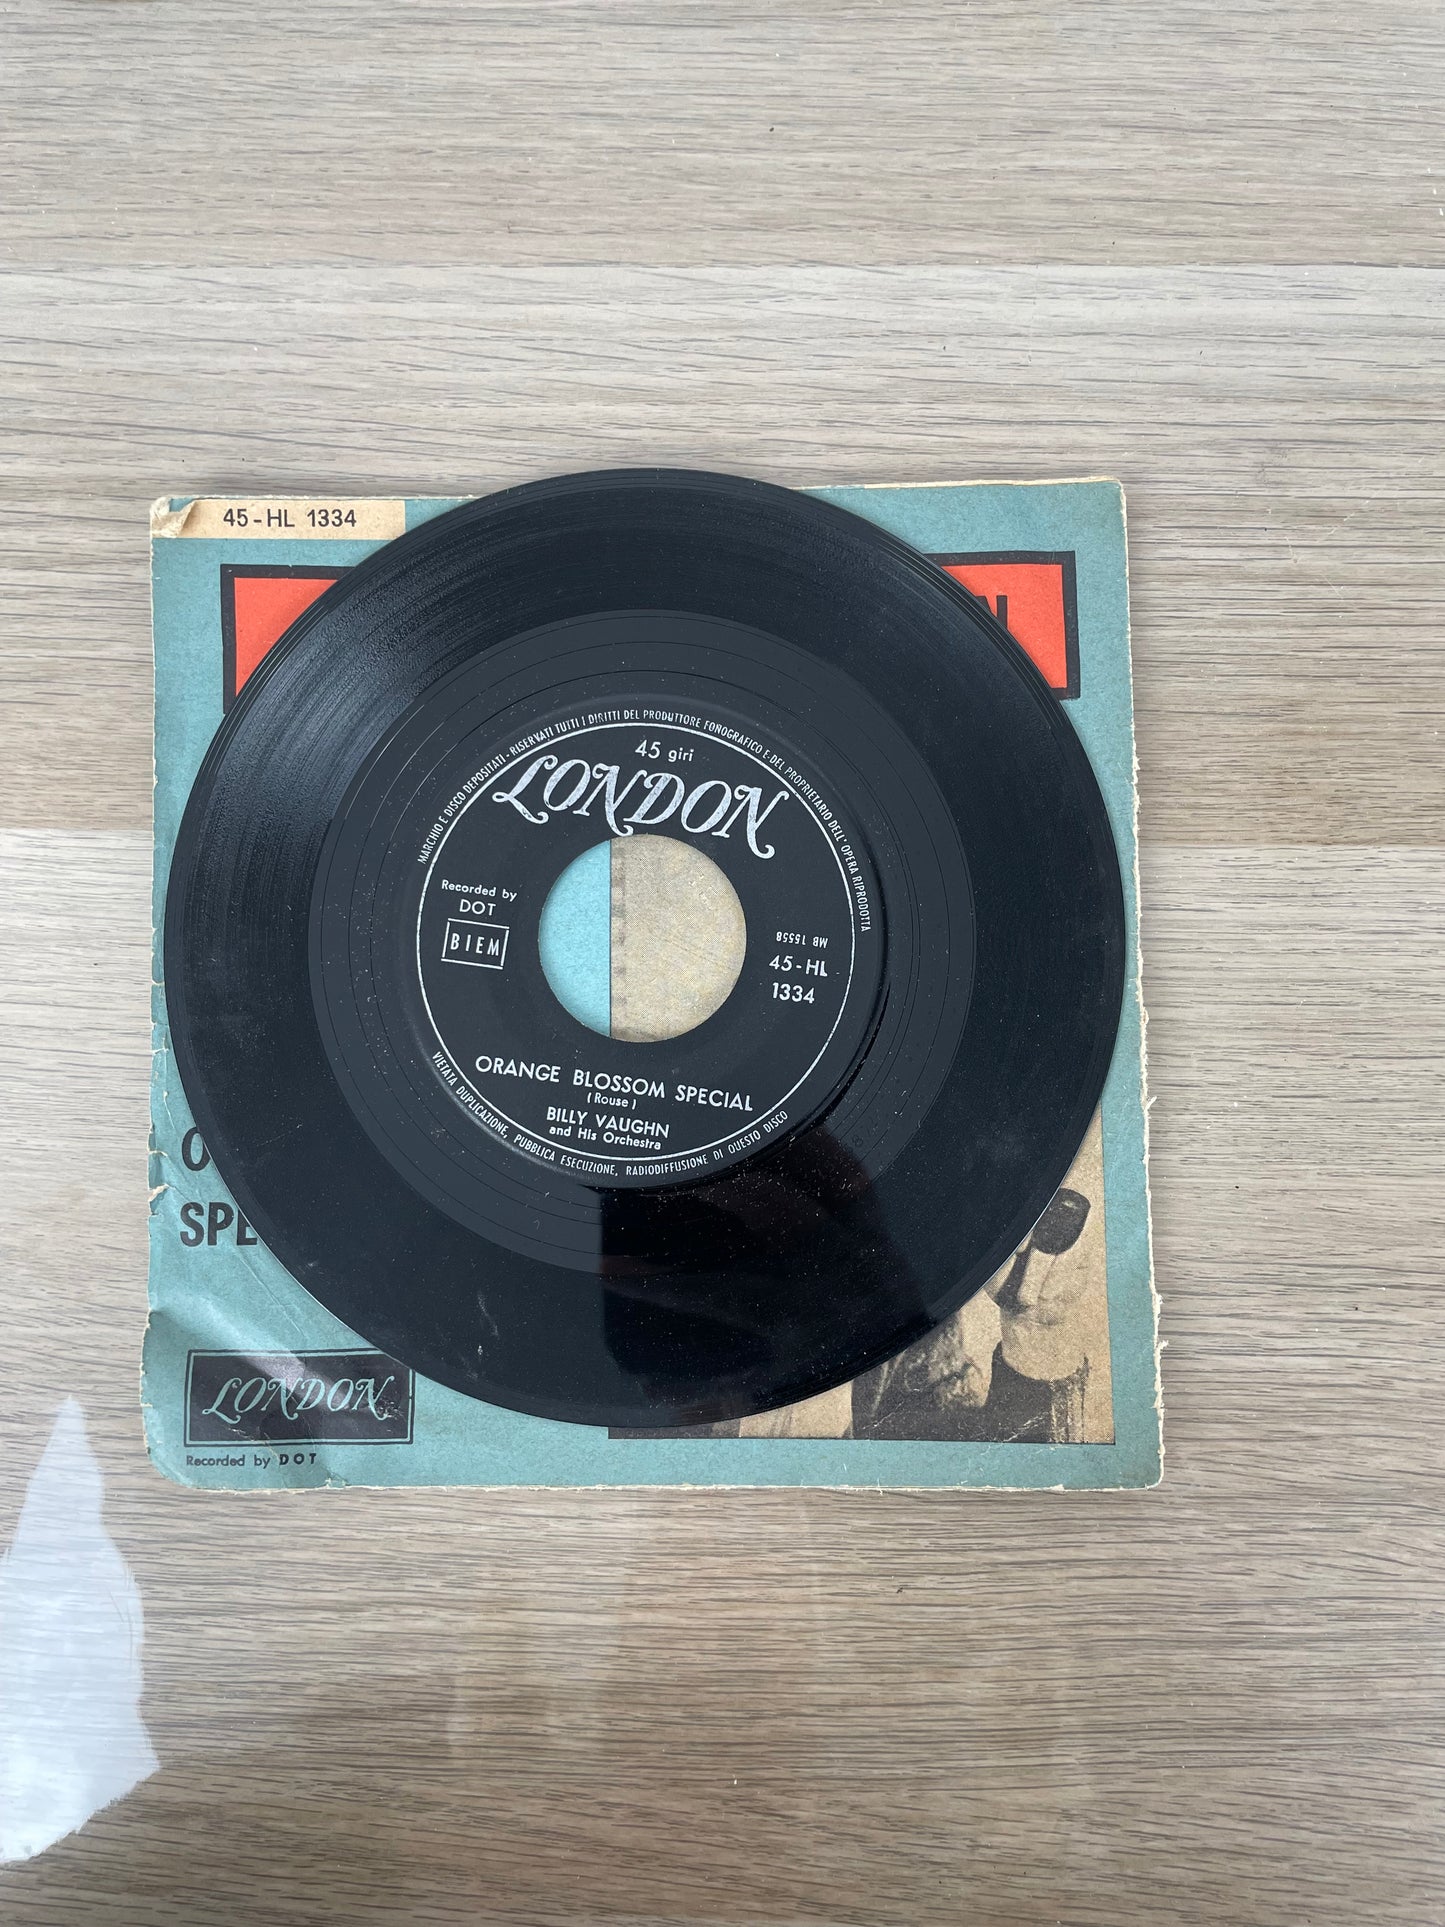 45-HL 1334
N
MARCHIO E DISCO DEPOSITATI - RISERVATI TUTTI I DIRITTI DEL PRODUTTORE FONOGRAFICO E DEL PROPRIETARIO DELL'OPERA RIPRODOTTA
45 giri
LONDON
Recorded by
DOT
BIEM
MB 15558
45-HL
1334
ORANGE BLOSSOM SPECIAL
(Rouse)
BILLY VAUGHN
and His Orchestra
VIETATA DUPLICAZIONE, PUBBLICA ESECUZIONE, RADIODIFFUSIONE DI QUESTO DISCO
O
SPE
LONDON
Recorded by DOT